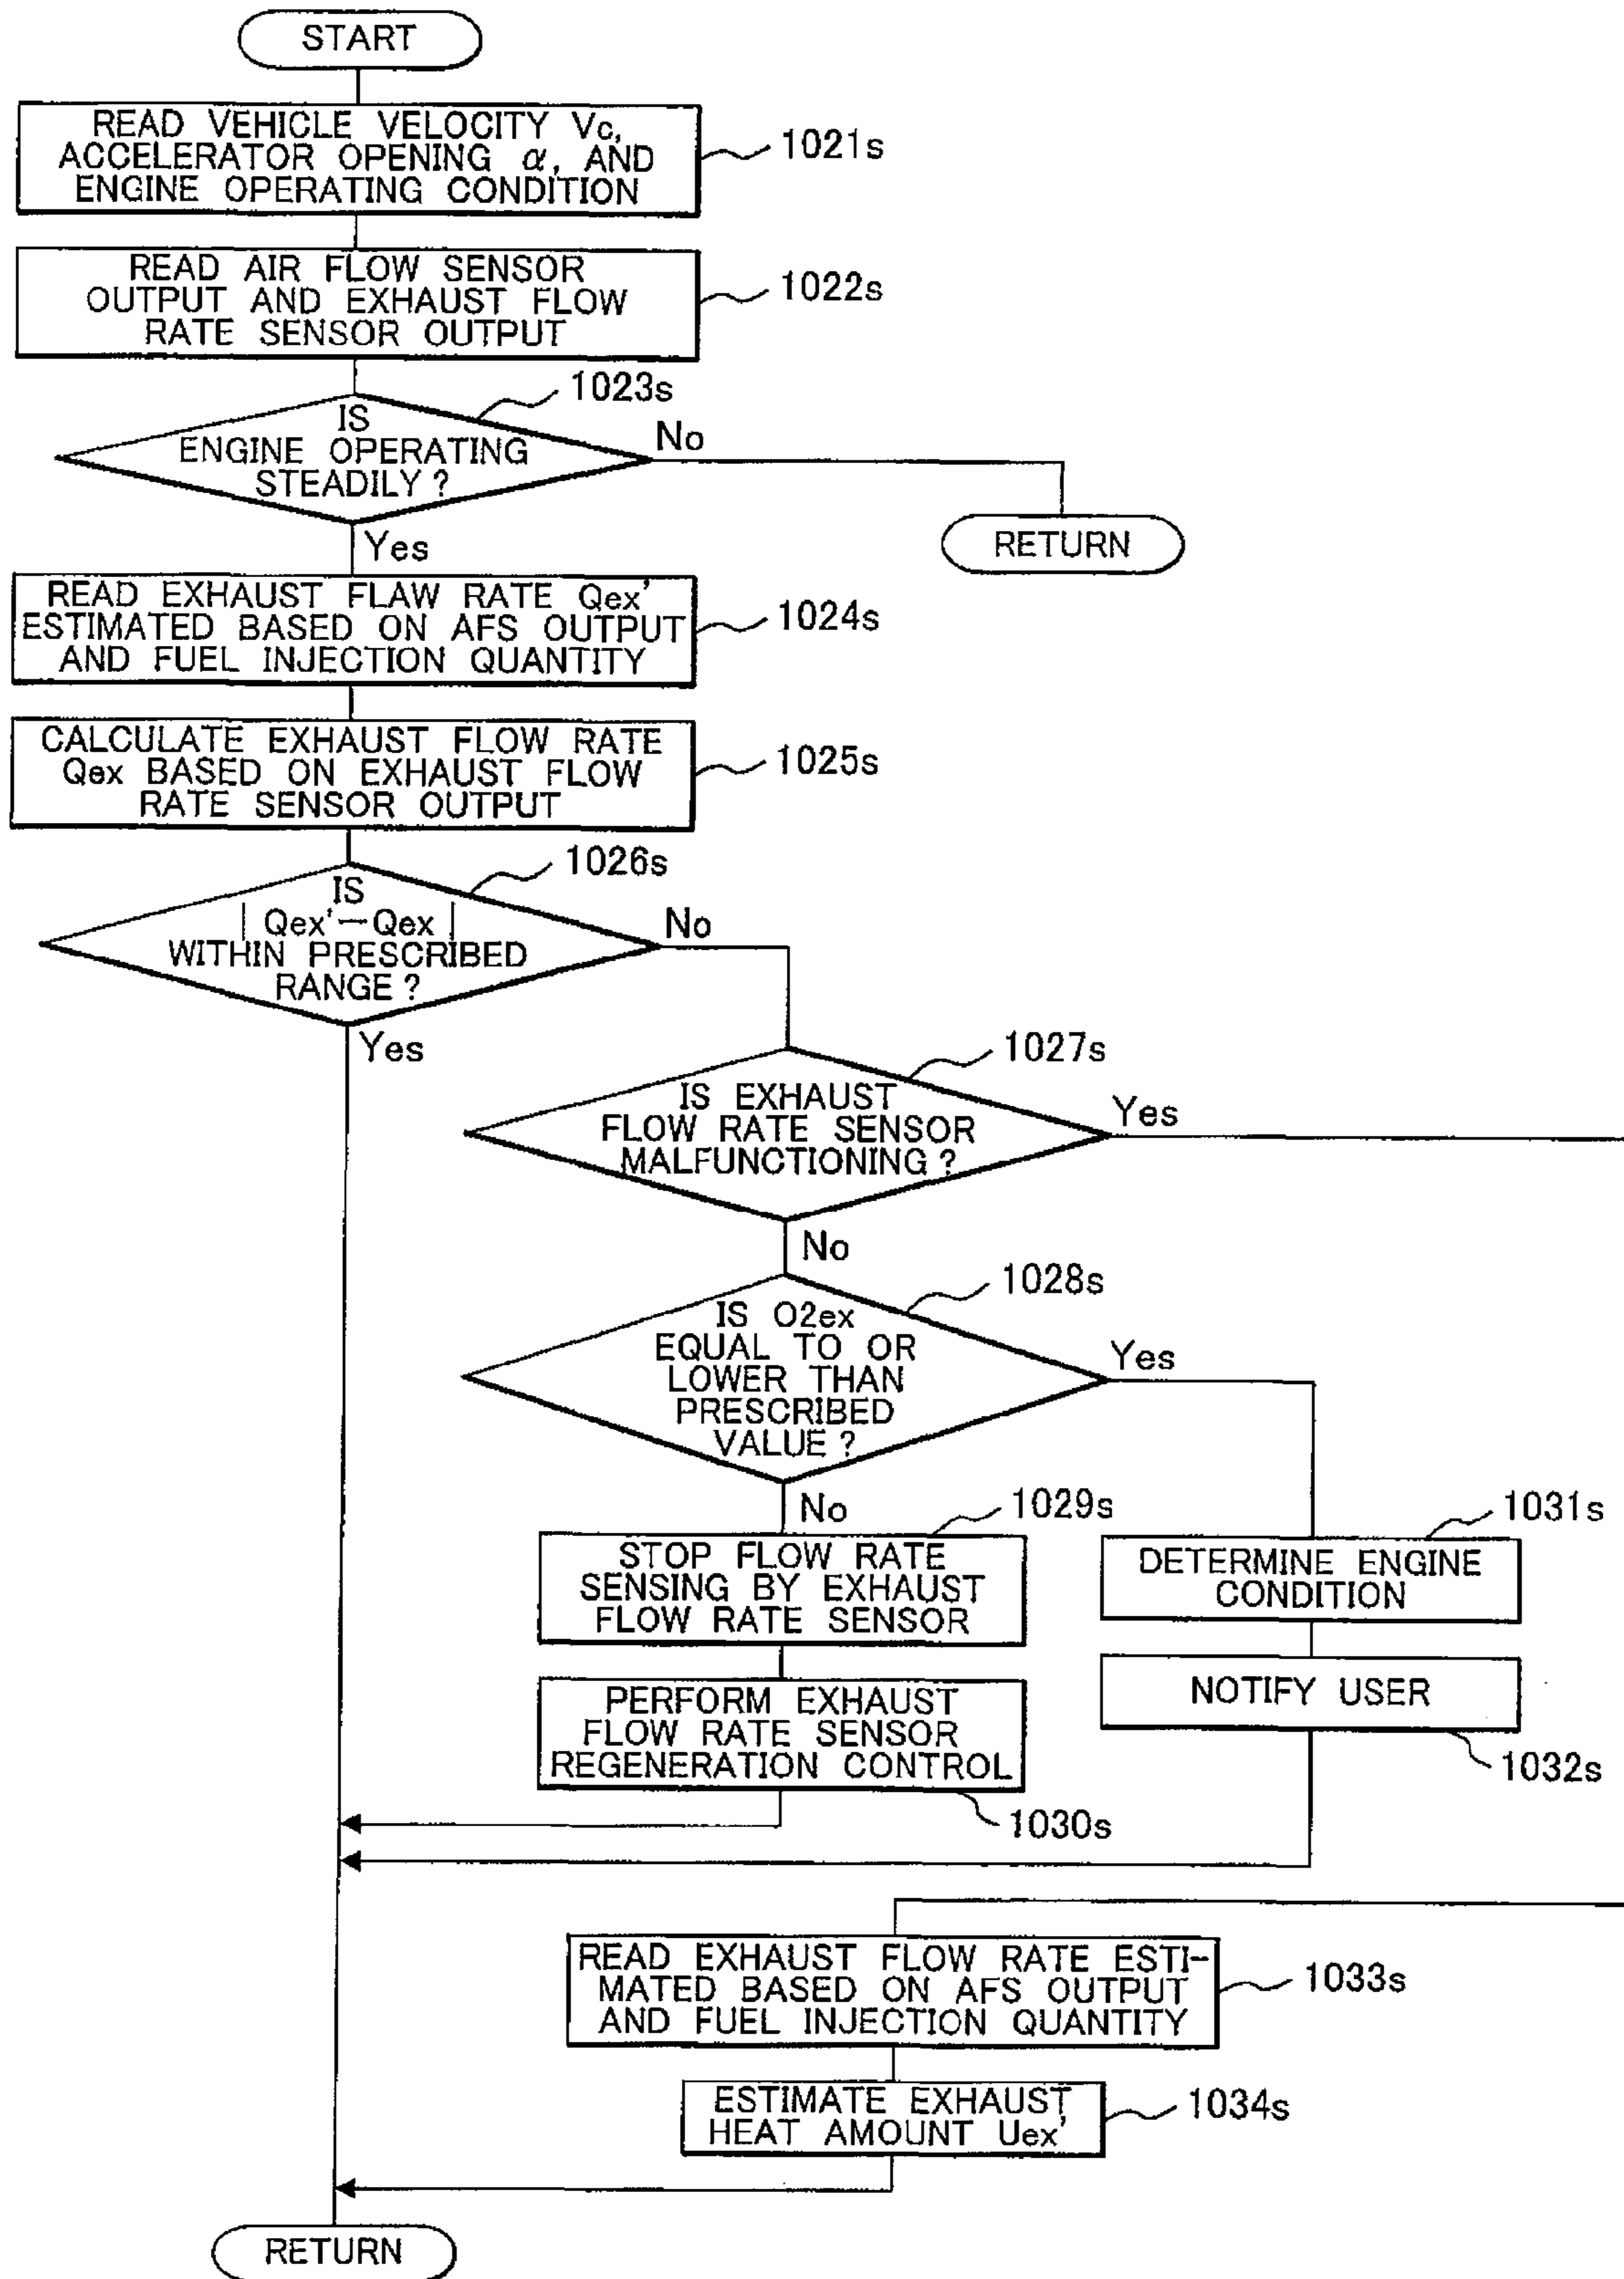 START
READ VEHICLE VELOCITY Vc,
ACCELERATOR OPENING α, AND
ENGINE OPERATING CONDITION
1021s
READ AIR FLOW SENSOR
OUTPUT AND EXHAUST FLOW
RATE SENSOR OUTPUT
1022s
1023s
IS
ENGINE OPERATING
STEADILY ?
No
RETURN
Yes
READ EXHAUST FLAW RATE Qex'
ESTIMATED BASED ON AFS OUTPUT
AND FUEL INJECTION QUANTITY
1024s
CALCULATE EXHAUST FLOW RATE
Qex BASED ON EXHAUST FLOW
RATE SENSOR OUTPUT
1025s
1026s
IS
| Qex'—Qex |
WITHIN PRESCRIBED
RANGE ?
No
Yes
1027s
IS EXHAUST
FLOW RATE SENSOR
MALFUNCTIONING ?
Yes
No
1028s
IS O2ex
EQUAL TO OR
LOWER THAN
PRESCRIBED
VALUE ?
Yes
No
1029s
STOP FLOW RATE
SENSING BY EXHAUST
FLOW RATE SENSOR
1031s
DETERMINE ENGINE
CONDITION
PERFORM EXHAUST
FLOW RATE SENSOR
REGENERATION CONTROL
1030s
NOTIFY USER
1032s
READ EXHAUST FLOW RATE ESTI-
MATED BASED ON AFS OUTPUT
AND FUEL INJECTION QUANTITY
1033s
ESTIMATE EXHAUST
HEAT AMOUNT Uex'
1034s
RETURN